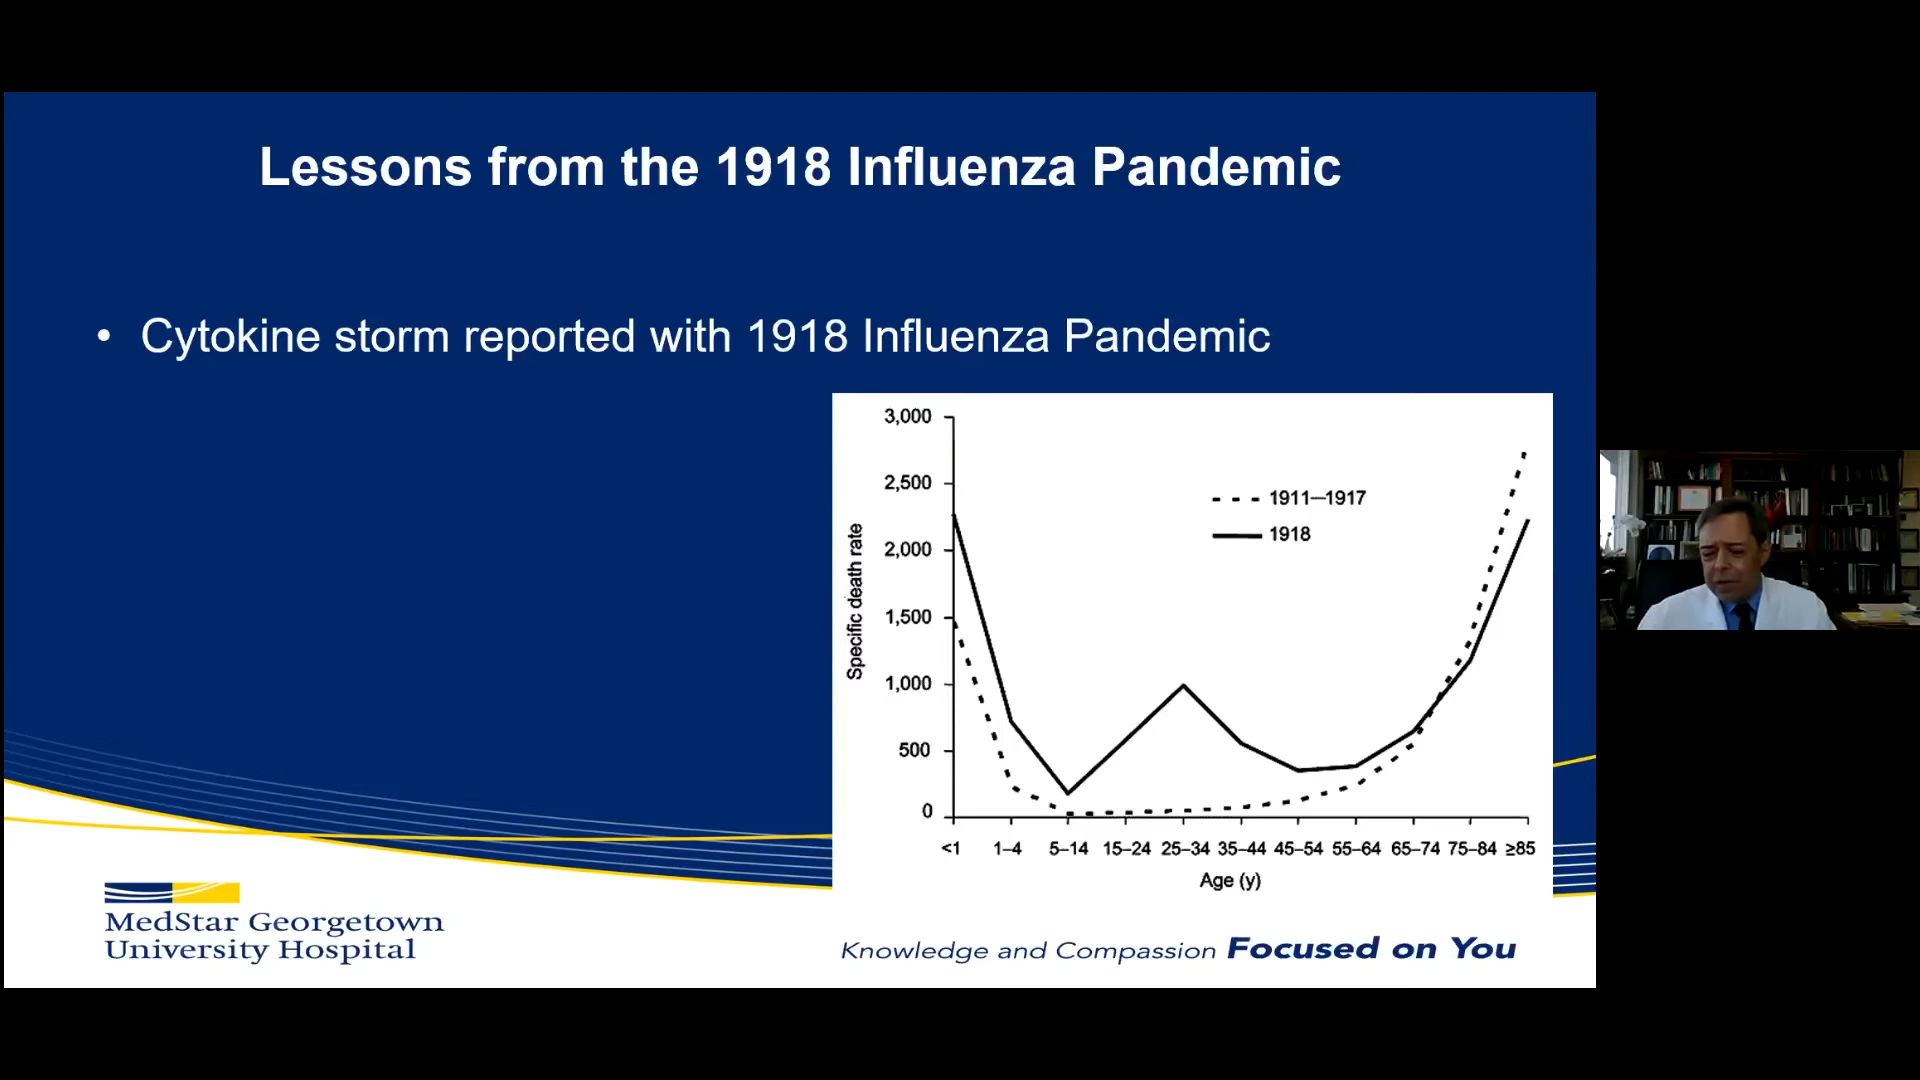 Lessons from the 1918 Influenza Pandemic
• Cytokine storm reported with 1918 Influenza Pandemic
3,000
2,500
2,000
1,500
1,000
500
0
Specific death rate
1911—1917
1918
<1 1–4 5–14 15–24 25–34 35–44 45–54 55–64 65–74 75–84 ≥85
Age (y)
MedStar Georgetown
University Hospital
Knowledge and Compassion Focused on You